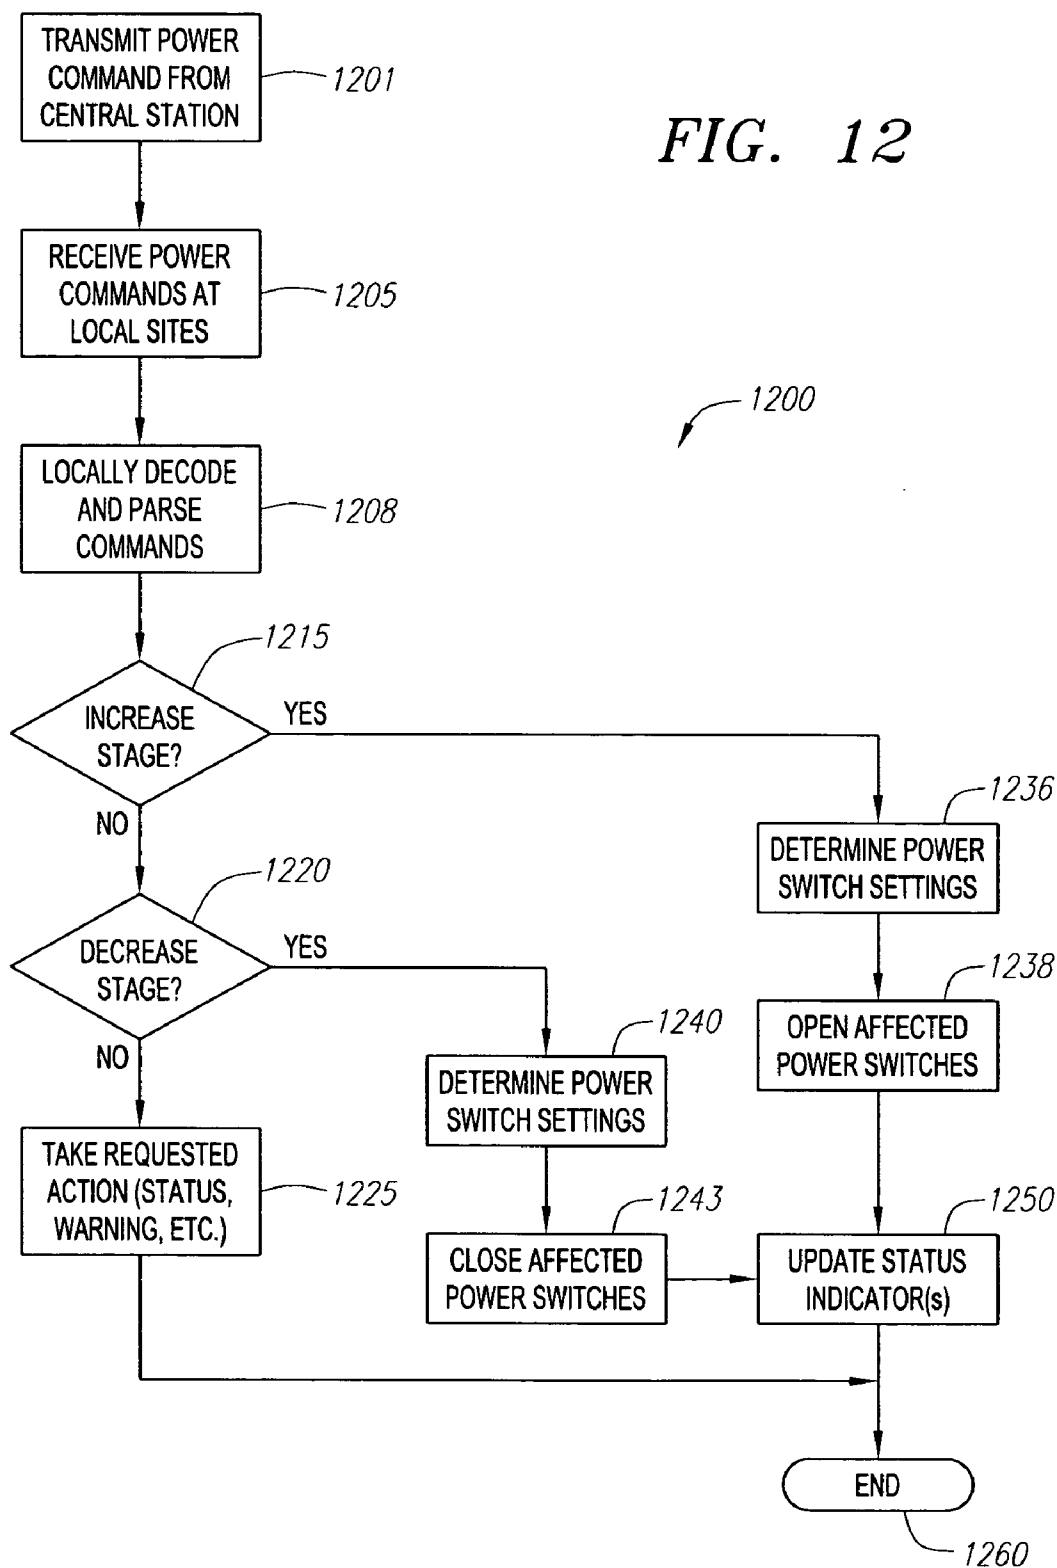 TRANSMIT POWER
COMMAND FROM
CENTRAL STATION
1201
FIG. 12
RECEIVE POWER
COMMANDS AT
LOCAL SITES
1205
1200
LOCALLY DECODE
AND PARSE
COMMANDS
1208
1215
INCREASE
STAGE?
YES
NO
1236
DETERMINE POWER
SWITCH SETTINGS
1220
DECREASE
STAGE?
YES
NO
1238
OPEN AFFECTED
POWER SWITCHES
1240
DETERMINE POWER
SWITCH SETTINGS
TAKE REQUESTED
ACTION (STATUS,
WARNING, ETC.)
1225
1243
CLOSE AFFECTED
POWER SWITCHES
1250
UPDATE STATUS
INDICATOR(s)
END
1260